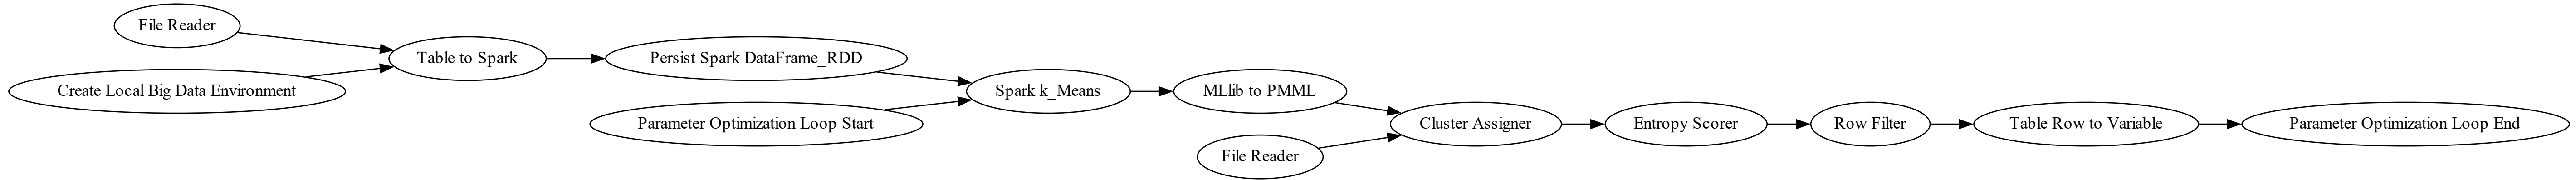 File Reader
Create Local Big Data Environment
Table to Spark
Persist Spark DataFrame_RDD
Parameter Optimization Loop Start
Spark k_Means
MLlib to PMML
File Reader
Cluster Assigner
Entropy Scorer
Row Filter
Table Row to Variable
Parameter Optimization Loop End